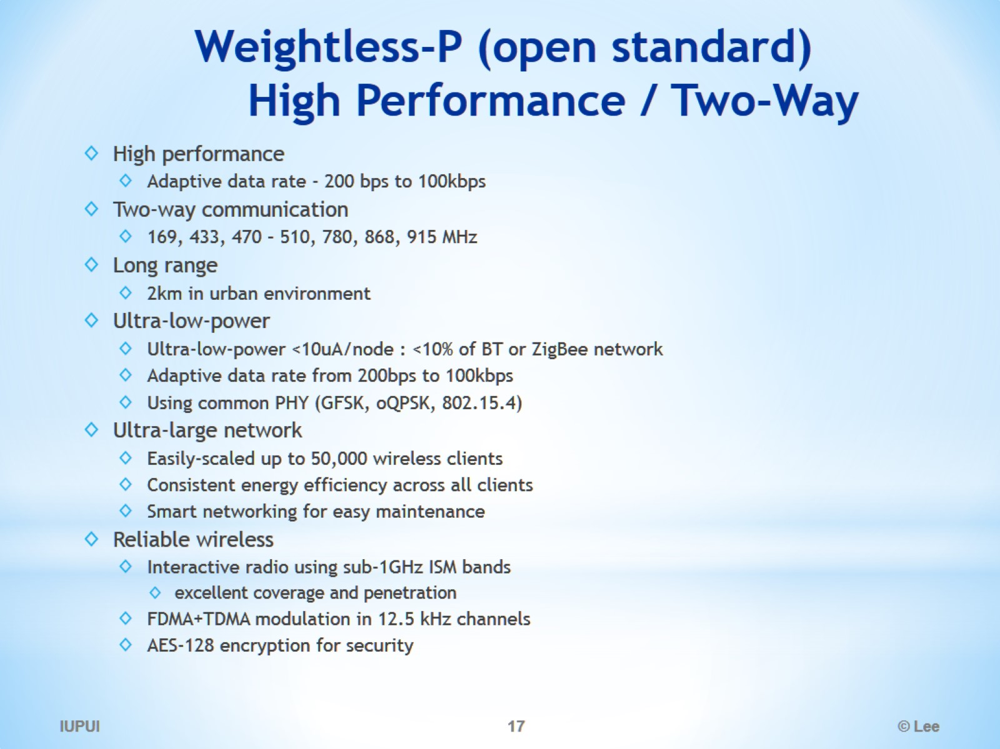 Weightless-P (open standard)
High Performance / Two-Way
High performance
Adaptive data rate - 200 bps to 100kbps
Two-way communication
169, 433, 470 - 510, 780, 868, 915 MHz
Long range
2km in urban environment
Ultra-low-power
Ultra-low-power <10uA/node : <10% of BT or ZigBee network
Adaptive data rate from 200bps to 100kbps
Using common PHY (GFSK, oQPSK, 802.15.4)
Ultra-large network
Easily-scaled up to 50,000 wireless clients
Consistent energy efficiency across all clients
Smart networking for easy maintenance
Reliable wireless
Interactive radio using sub-1GHz ISM bands
excellent coverage and penetration
FDMA+TDMA modulation in 12.5 kHz channels
AES-128 encryption for security
IUPUI 17 © Lee